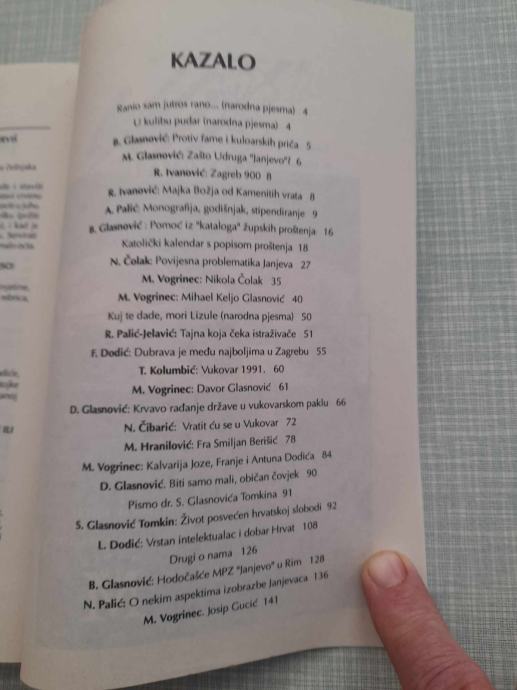 KAZALO
Ranio sam jutros rano... (narodna pjesma) 4
U kulibu pudar (narodna pjesma) 4
B. Glasnović: Protiv fame i kuloarskih priča 5
M. Glasnović: Zašto Udruga "Janjevo"? 6
R. Ivanović: Zagreb 900 8
R. Ivanović: Majka Božja od Kamenitih vrata 8
A. Palić: Monografija, godišnjak, stipendiranje 9
B. Glasnović : Pomoć iz "kataloga" župskih proštenja 16
Katolički kalendar s popisom proštenja 18
N. Čolak: Povijesna problematika Janjeva 27
M. Vogrinec: Nikola Čolak 35
M. Vogrinec: Mihael Keljo Glasnović 40
Kuj te dade, mori Lizule (narodna pjesma) 50
R. Palić-Jelavić: Tajna koja čeka istraživače 51
F. Dodić: Dubrava je među najboljima u Zagrebu 55
T. Kolumbić: Vukovar 1991. 60
M. Vogrinec: Davor Glasnović 61
D. Glasnović: Krvavo rađanje države u vukovarskom paklu 66
N. Čibarić: Vratit ću se u Vukovar 72
M. Hranilović: Fra Smiljan Berišić 78
M. Vogrinec: Kalvarija Joze, Franje i Antuna Dodića 84
D. Glasnović. Biti samo mali, običan čovjek 90
Pismo dr. S. Glasnovića Tomkina 91
S. Glasnović Tomkin: Život posvećen hrvatskoj slobodi 92
L. Dodić: Vrstan intelektualac i dobar Hrvat 108
Drugi o nama 126
B. Glasnović: Hodočašće MPZ "Janjevo" u Rim 128
N. Palić: O nekim aspektima izobrazbe Janjevaca 136
M. Vogrinec. Josip Gucić 141